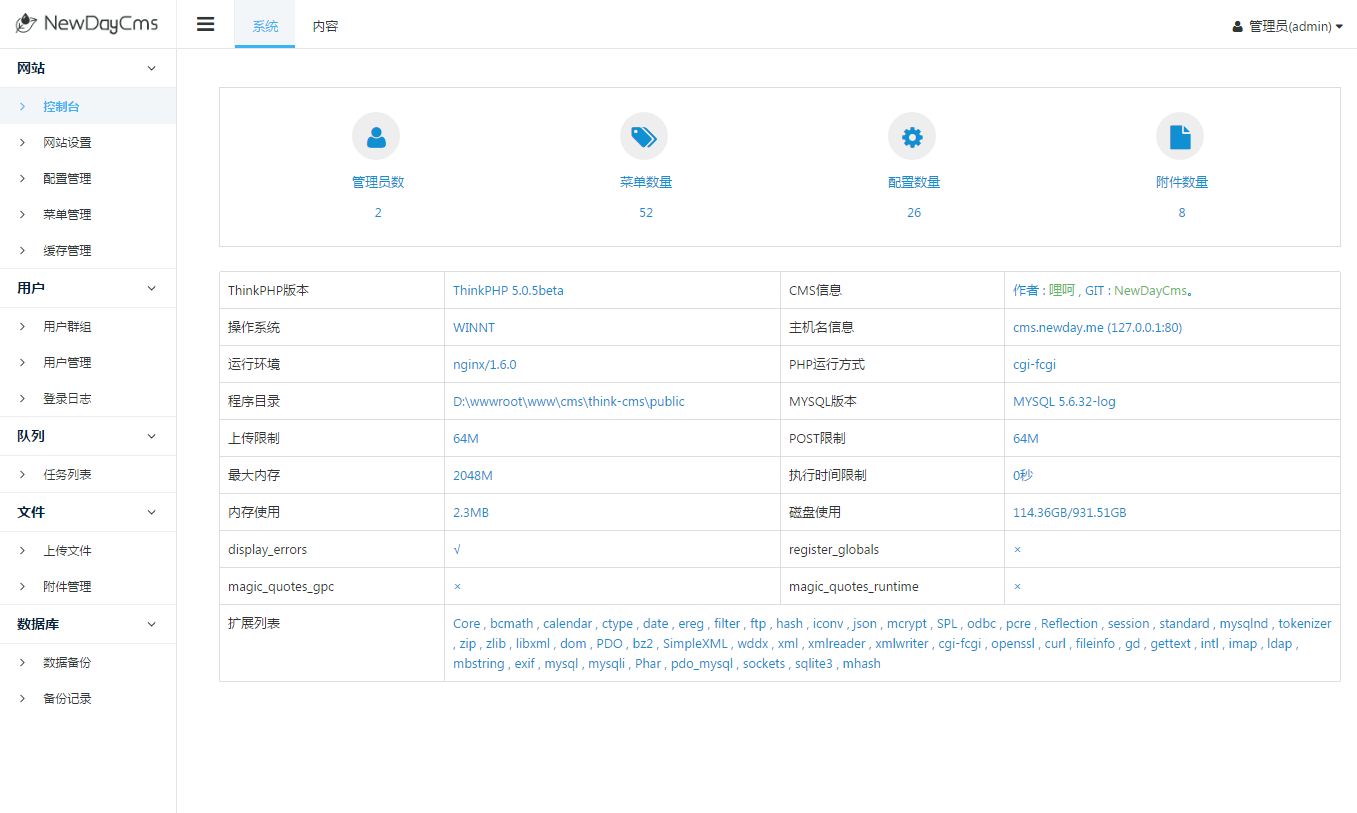 NewDayCms
系统
内容
管理员(admin)
网站
控制台
网站设置
配置管理
菜单管理
缓存管理
用户
用户群组
用户管理
登录日志
队列
任务列表
文件
上传文件
附件管理
数据库
数据备份
备份记录
管理员数
菜单数量
配置数量
附件数量
2
52
26
8
ThinkPHP版本 ThinkPHP 5.0.5beta CMS信息 作者 : 哩呵 , GIT : NewDayCms。
操作系统 WINNT 主机名信息 cms.newday.me (127.0.0.1:80)
运行环境 nginx/1.6.0 PHP运行方式 cgi-fcgi
程序目录 D:\wwwroot\www\cms\think-cms\public MYSQL版本 MYSQL 5.6.32-log
上传限制 64M POST限制 64M
最大内存 2048M 执行时间限制 0秒
内存使用 2.3MB 磁盘使用 114.36GB/931.51GB
display_errors √ register_globals ×
magic_quotes_gpc × magic_quotes_runtime ×
扩展列表 Core , bcmath , calendar , ctype , date , ereg , filter , ftp , hash , iconv , json , mcrypt , SPL , odbc , pcre , Reflection , session , standard , mysqlnd , tokenizer
, zip , zlib , libxml , dom , PDO , bz2 , SimpleXML , wddx , xml , xmlreader , xmlwriter , cgi-fcgi , openssl , curl , fileinfo , gd , gettext , intl , imap , ldap ,
mbstring , exif , mysql , mysqli , Phar , pdo_mysql , sockets , sqlite3 , mhash